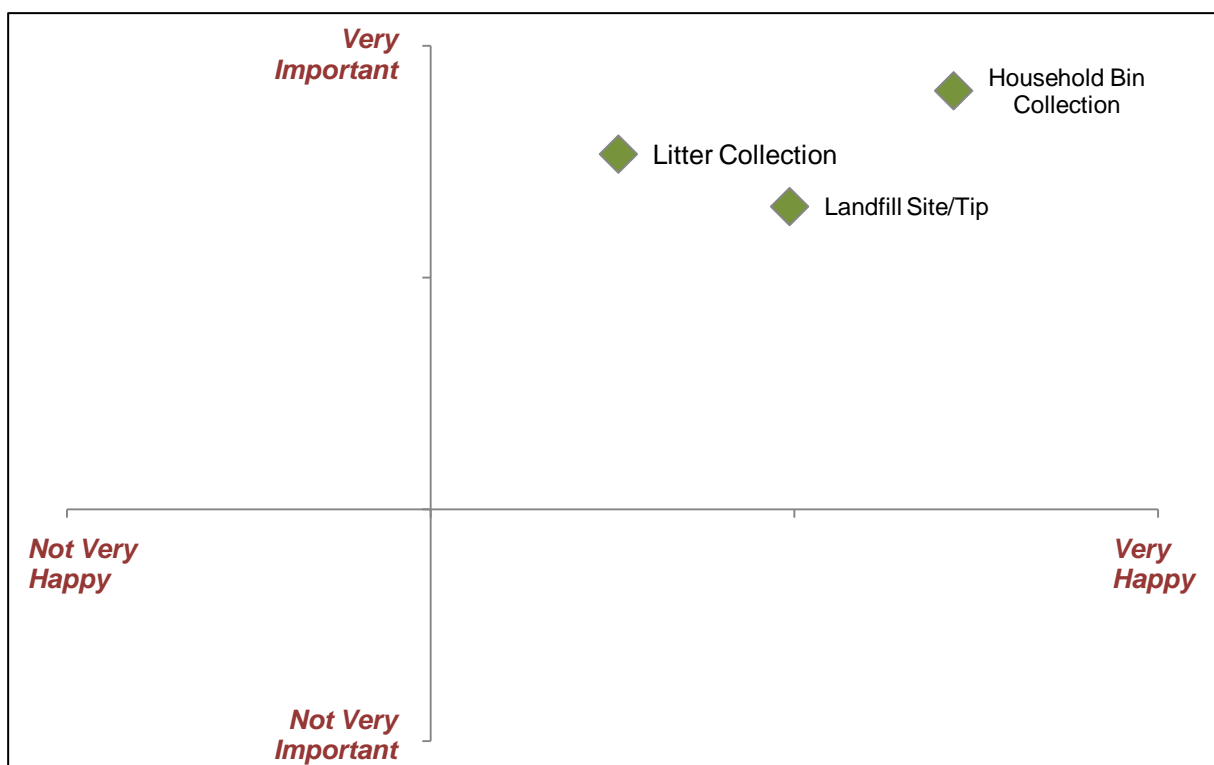 Very
Important
Household Bin
Collection
Litter Collection
Landfill Site/Tip
Not Very
Happy
Very
Happy
Not Very
Important